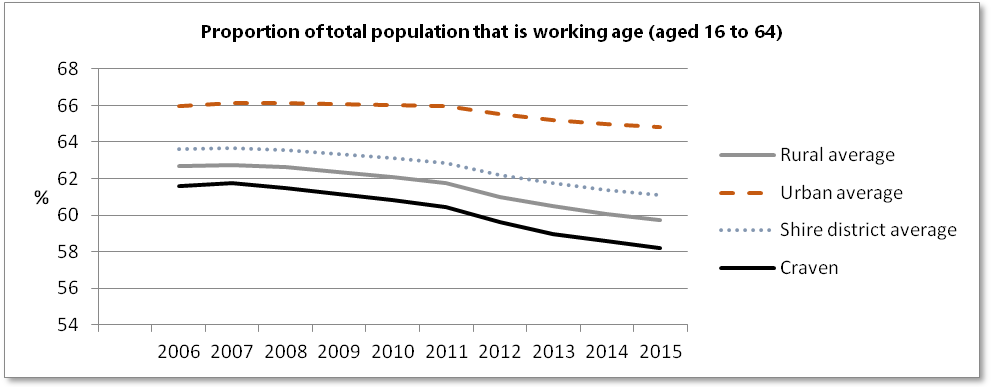 Proportion of total population that is working age (aged 16 to 64)
68
66
64
62
60
58
56
54
%
2006 2007 2008 2009 2010 2011 2012 2013 2014 2015
Rural average
Urban average
Shire district average
Craven